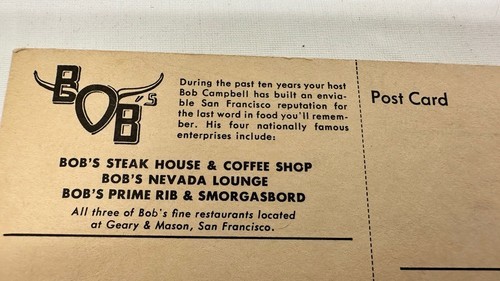 BOB'S
During the past ten years your host
Bob Campbell has built an envia-
ble San Francisco reputation for
the last word in food you'll remem-
ber. His four nationally famous
enterprises include:
Post Card
BOB'S STEAK HOUSE & COFFEE SHOP
BOB'S NEVADA LOUNGE
BOB'S PRIME RIB & SMORGASBORD
All three of Bob's fine restaurants located
at Geary & Mason, San Francisco.